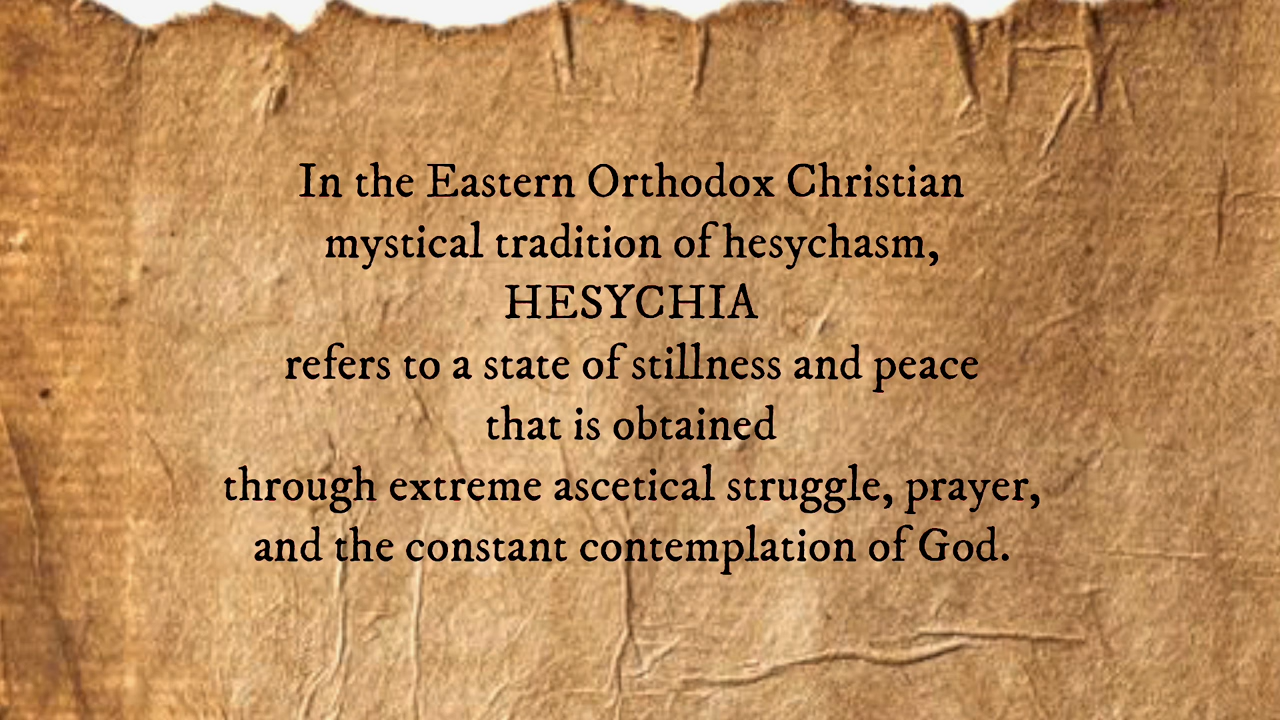 In the Eastern Orthodox Christian
mystical tradition of hesychasm,
HESYCHIA
refers to a state of stillness and peace
that is obtained
through extreme ascetical struggle, prayer,
and the constant contemplation of God.